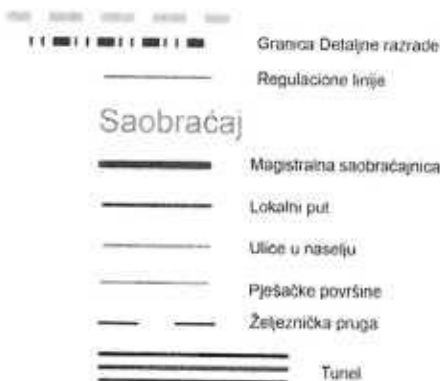 Granica Detaljne razrade
Regulacione linije
Saobraćaj
Magistralna saobraćajnica
Lokalni put
Ulice u naselju
Pješačke površine
Željeznička pruga
Tunel